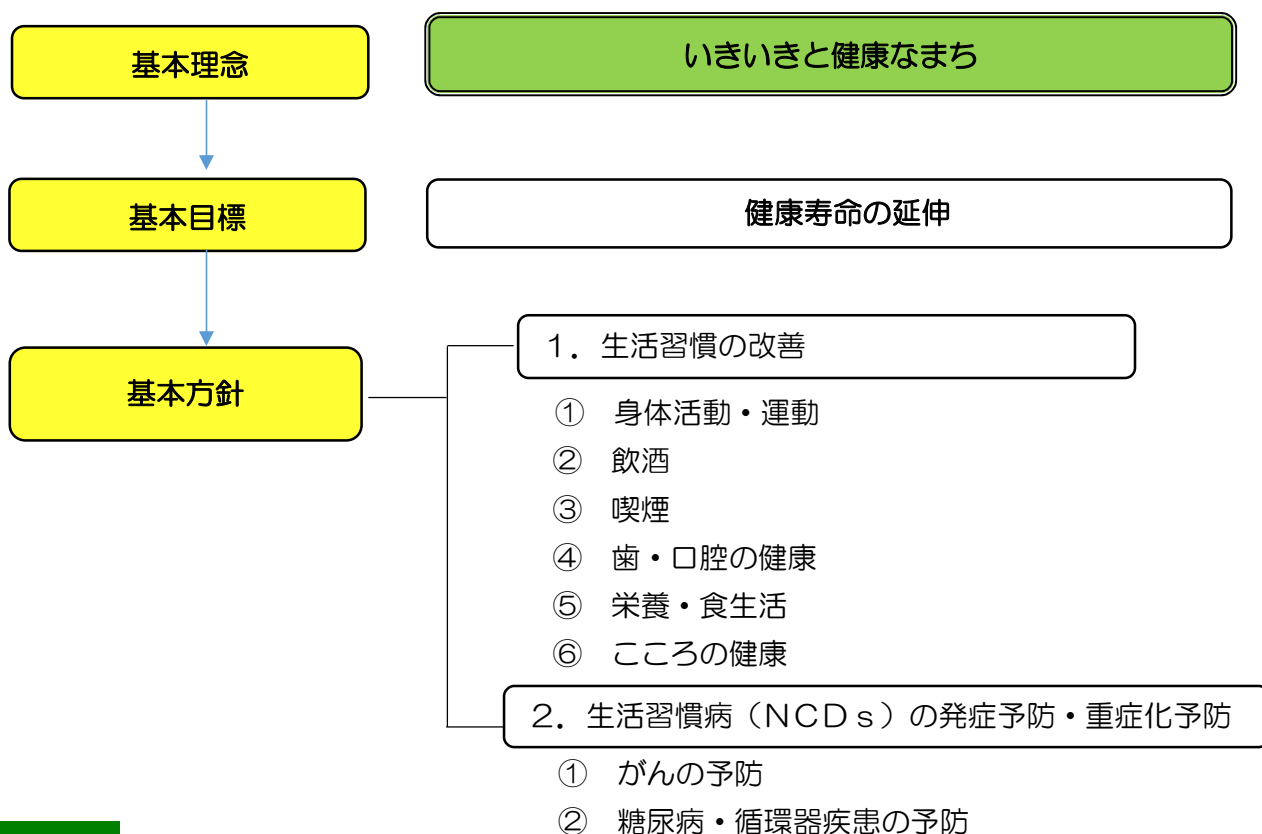 基本理念
いきいきと健康なまち
基本目標
健康寿命の延伸
基本方針
１．生活習慣の改善
① 身体活動・運動
② 飲酒
③ 喫煙
④ 歯・口腔の健康
⑤ 栄養・食生活
⑥ こころの健康
２．生活習慣病（ＮＣＤｓ）の発症予防・重症化予防
① がんの予防
② 糖尿病・循環器疾患の予防